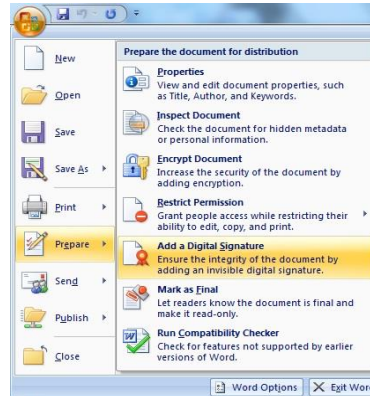 Prepare the document for distribution
New
Open
Save
Save As
Print
Prepare
Send
Publish
Close
Properties
View and edit document properties, such
as Title, Author, and Keywords.
Inspect Document
Check the document for hidden metadata
or personal information.
Encrypt Document
Increase the security of the document by
adding encryption.
Restrict Permission
Grant people access while restricting their
ability to edit, copy, and print.
Add a Digital Signature
Ensure the integrity of the document by
adding an invisible digital signature.
Mark as Final
Let readers know the document is final and
make it read-only.
Run Compatibility Checker
Check for features not supported by earlier
versions of Word.
Word Options
Exit Wor